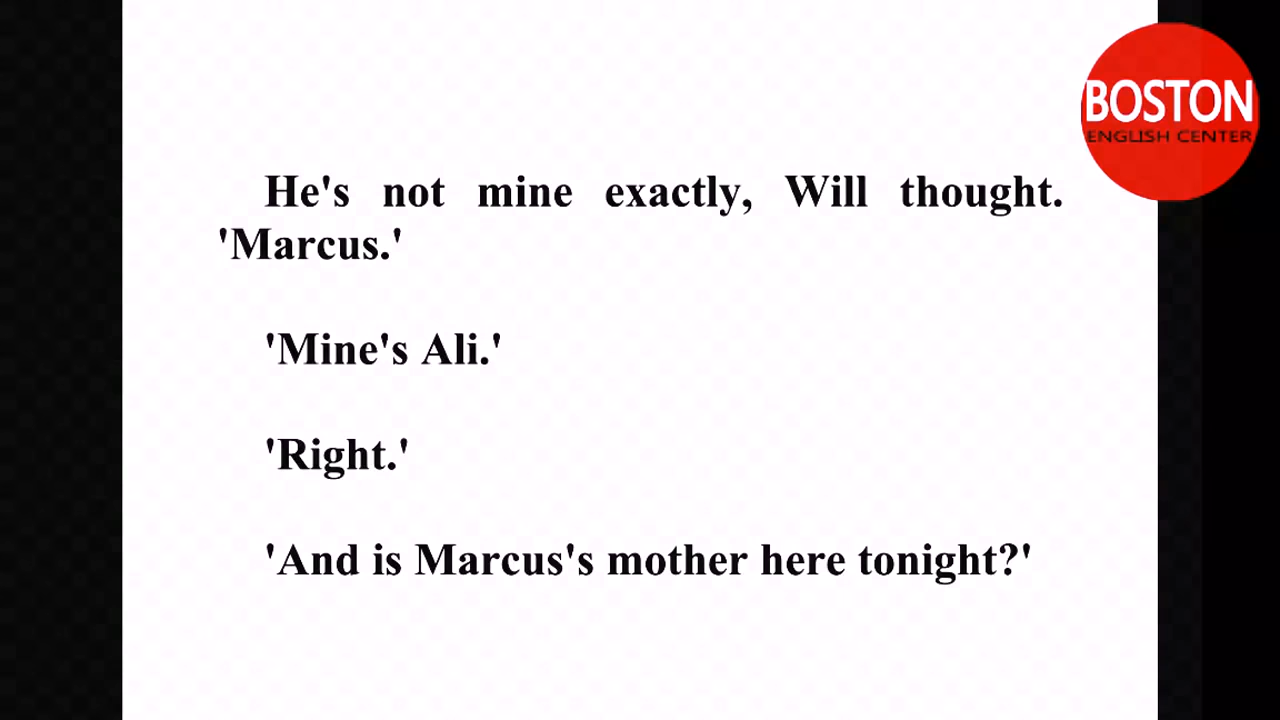 BOSTON
ENGLISH CENTER
He's not mine exactly, Will thought.
'Marcus.'
'Mine's Ali.'
'Right.'
'And is Marcus's mother here tonight?'